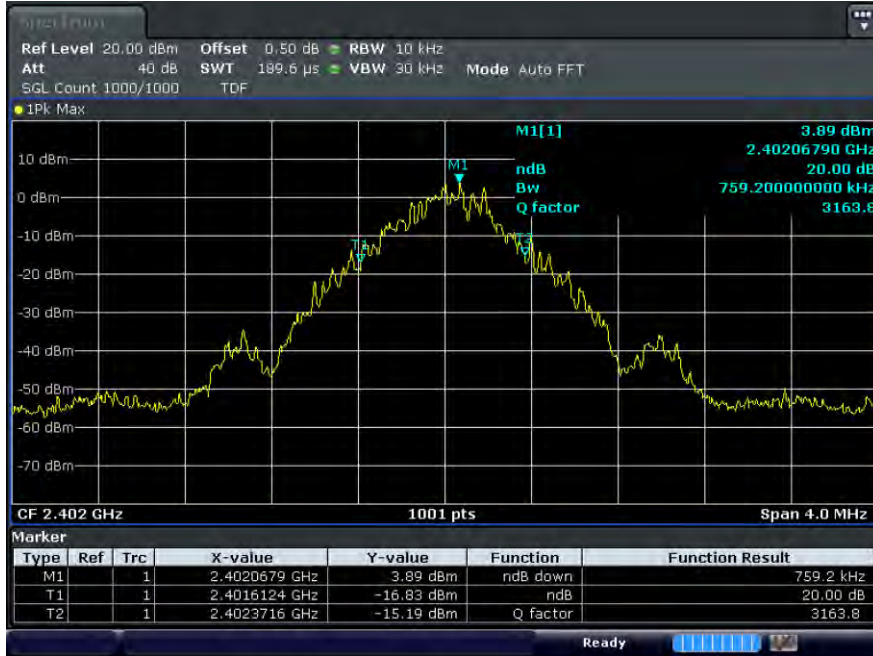 Spectrum
Ref Level 20.00 dBm Offset 0.50 dB RBW 10 kHz
Att 40 dB SWT 189.6 µs VBW 30 kHz Mode Auto FFT
SGL Count 1000/1000 TDF
1Pk Max
M1[1] 3.89 dBm
2.40206790 GHz
ndB 20.00 dB
Bw 759.200000000 kHz
Q factor 3163.8
10 dBm
M1
0 dBm
-10 dBm
T1
T2
-20 dBm
-30 dBm
-40 dBm
-50 dBm
-60 dBm
-70 dBm
CF 2.402 GHz 1001 pts Span 4.0 MHz
Marker
Type Ref Trc X-value Y-value Function Function Result
M1 1 2.4020679 GHz 3.89 dBm ndB down 759.2 kHz
T1 1 2.4016124 GHz -16.83 dBm ndB 20.00 dB
T2 1 2.4023716 GHz -15.19 dBm Q factor 3163.8
Ready